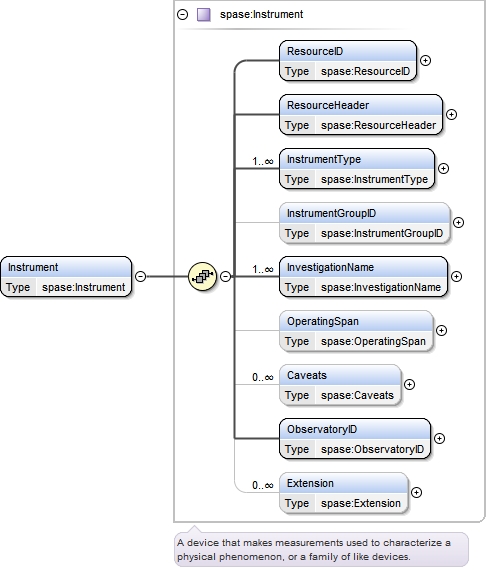 spase:Instrument
ResourceID
Type spase:ResourceID
ResourceHeader
Type spase:ResourceHeader
1..∞ InstrumentType
Type spase:InstrumentType
InstrumentGroupID
Type spase:InstrumentGroupID
Instrument
Type spase:Instrument
1..∞ InvestigationName
Type spase:InvestigationName
OperatingSpan
Type spase:OperatingSpan
0..∞ Caveats
Type spase:Caveats
ObservatoryID
Type spase:ObservatoryID
0..∞ Extension
Type spase:Extension
A device that makes measurements used to characterize a
physical phenomenon, or a family of like devices.